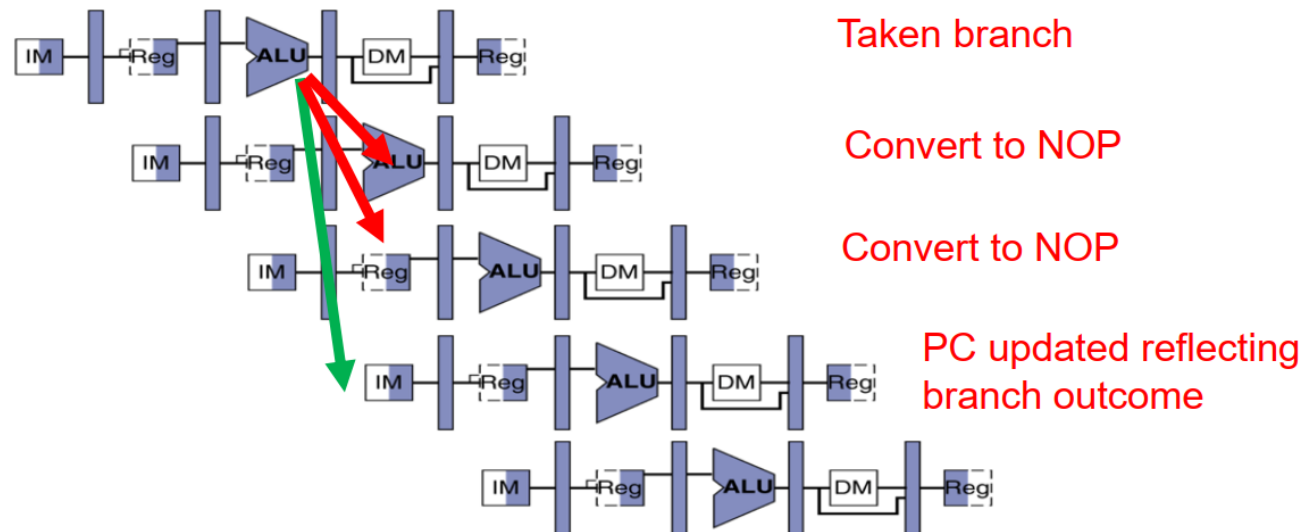 IM Reg ALU DM Reg Taken branch
IM Reg ALU DM Reg Convert to NOP
IM Reg ALU DM Reg Convert to NOP
IM Reg ALU DM Reg PC updated reflecting
branch outcome
IM Reg ALU DM Reg